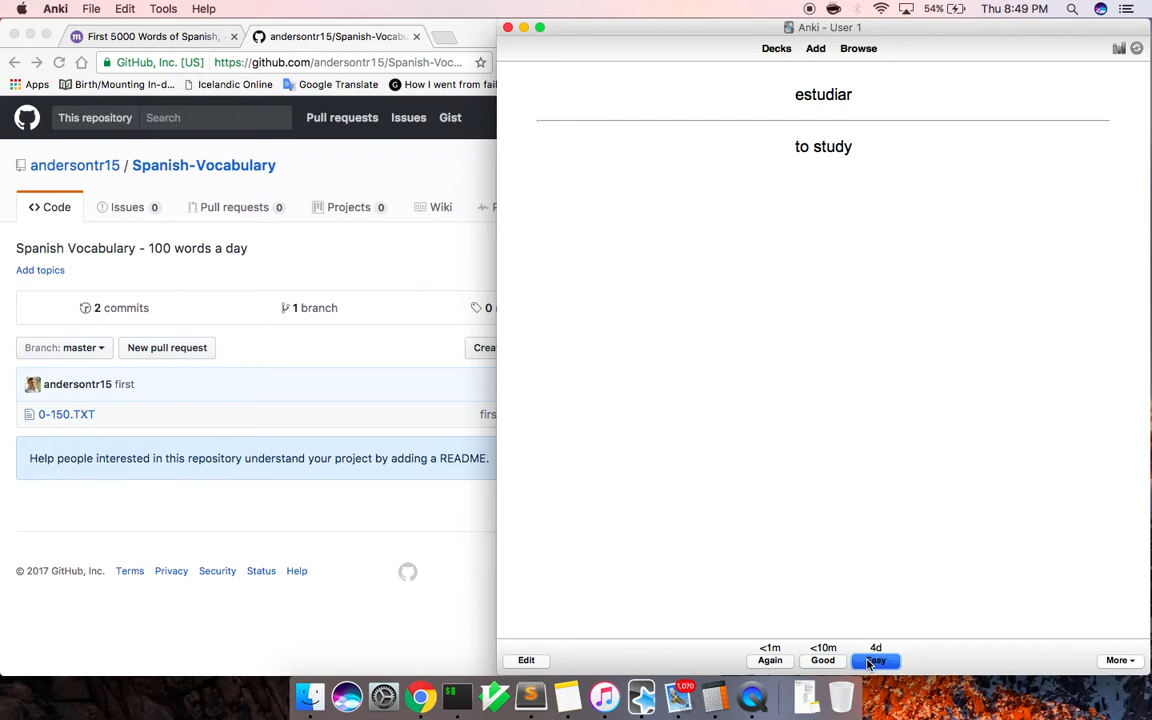 Anki File Edit Tools Help
54% Thu 8:49 PM
First 5000 Words of Spanish,
andersontr15/Spanish-Vocabu
GitHub, Inc. [US] https://github.com/andersontr15/Spanish-Voc...
Apps Birth/Mounting In-d... Icelandic Online Google Translate How I went from fail
This repository Search Pull requests Issues Gist
andersontr15 / Spanish-Vocabulary
Code Issues 0 Pull requests 0 Projects 0 Wiki
Spanish Vocabulary - 100 words a day
Add topics
2 commits 1 branch 0
Branch: master New pull request Crea
andersontr15 first
0-150.TXT firs
Help people interested in this repository understand your project by adding a README.
© 2017 GitHub, Inc. Terms Privacy Security Status Help
Anki - User 1
Decks Add Browse
estudiar
to study
<1m <10m 4d
Edit Again Good Easy More
1,070